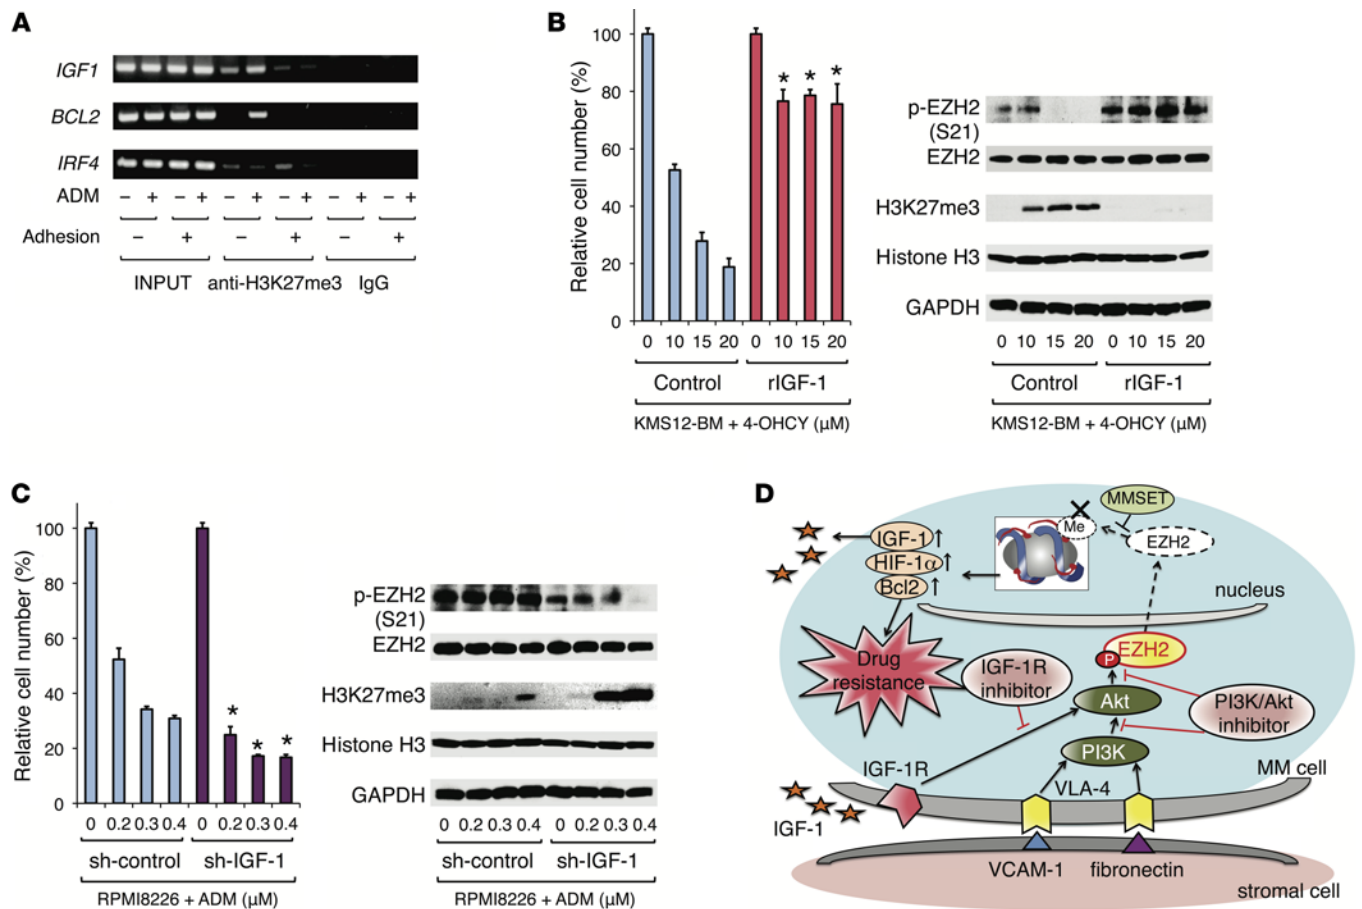 A
IGF1
BCL2
IRF4
ADM – + – + – + – + – + – +
Adhesion – + – + – +
INPUT anti-H3K27me3 IgG
B
Relative cell number (%)
100
80
60
40
20
0
* * *
0 10 15 20 0 10 15 20
Control rIGF-1
KMS12-BM + 4-OHCY (µM)
p-EZH2
(S21)
EZH2
H3K27me3
Histone H3
GAPDH
0 10 15 20 0 10 15 20
Control rIGF-1
KMS12-BM + 4-OHCY (µM)
C
Relative cell number (%)
100
80
60
40
20
0
* * *
0 0.2 0.3 0.4 0 0.2 0.3 0.4
sh-control sh-IGF-1
RPMI8226 + ADM (µM)
p-EZH2
(S21)
EZH2
H3K27me3
Histone H3
GAPDH
0 0.2 0.3 0.4 0 0.2 0.3 0.4
sh-control sh-IGF-1
RPMI8226 + ADM (µM)
D
MMSET
Me
EZH2
IGF-1
HIF-1α
Bcl2
nucleus
Drug
resistance
IGF-1R
inhibitor
P
EZH2
Akt
PI3K/Akt
inhibitor
PI3K
IGF-1R
VLA-4
MM cell
IGF-1
VCAM-1
fibronectin
stromal cell